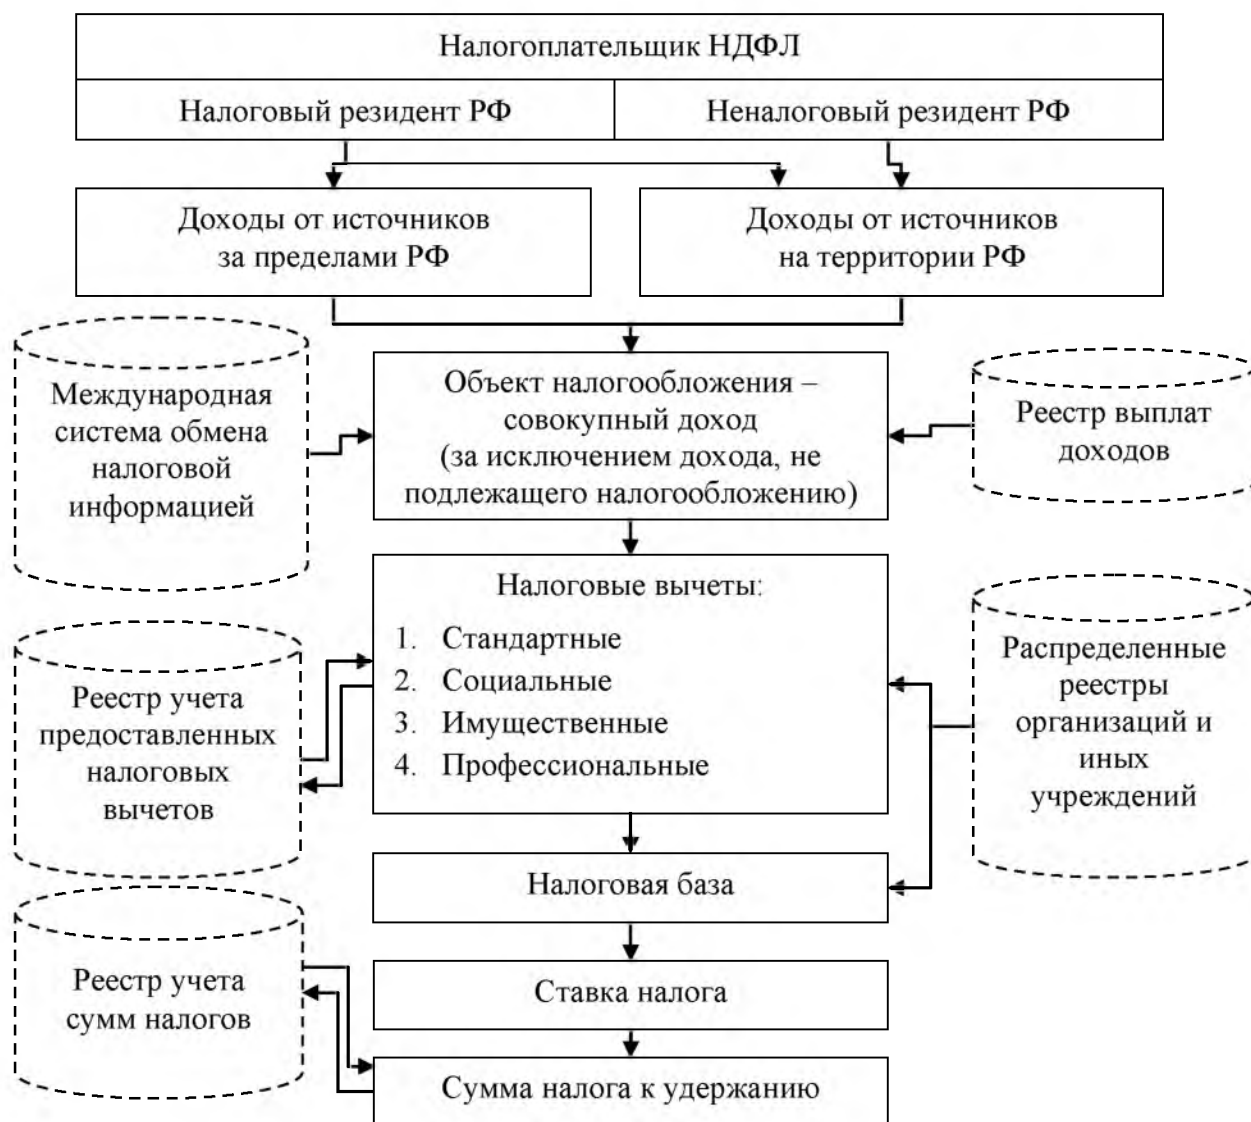 Налогоплательщик НДФЛ
Налоговый резидент РФ
Неналоговый резидент РФ
Доходы от источников
за пределами РФ
Доходы от источников
на территории РФ
Международная
система обмена
налоговой
информацией
Объект налогообложения –
совокупный доход
(за исключением дохода, не
подлежащего налогообложению)
Реестр выплат
доходов
Налоговые вычеты:
1. Стандартные
2. Социальные
3. Имущественные
4. Профессиональные
Реестр учета
предоставленных
налоговых
вычетов
Распределенные
реестры
организаций и
иных
учреждений
Налоговая база
Реестр учета
сумм налогов
Ставка налога
Сумма налога к удержанию